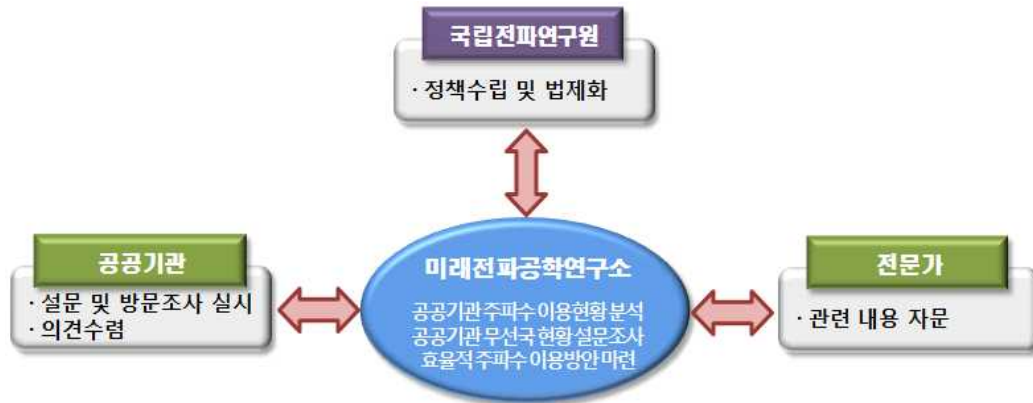 국립전파연구원
· 정책수립 및 법제화
공공기관
· 설문 및 방문조사 실시
· 의견수렴
미래전파공학연구소
공공기관 주파수 이용현황 분석
공공기관 무선국 현황 설문조사
효율적 주파수 이용방안 마련
전문가
· 관련 내용 자문